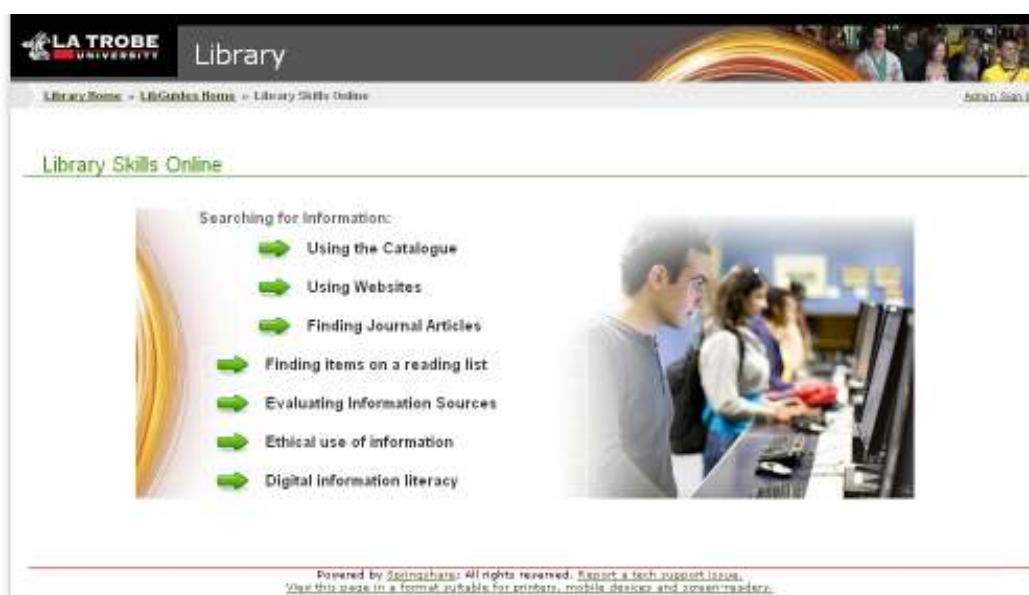 LA TROBE
UNIVERSITY
Library
Library Home » LibGuides Home » Library Skills Online
Admin Sign
Library Skills Online
Searching for Information:
Using the Catalogue
Using Websites
Finding Journal Articles
Finding items on a reading list
Evaluating Information Sources
Ethical use of information
Digital information literacy
Powered by Springshare; All rights reserved. Report a tech support issue.
View this page in a format suitable for printers, mobile devices and screen-readers.